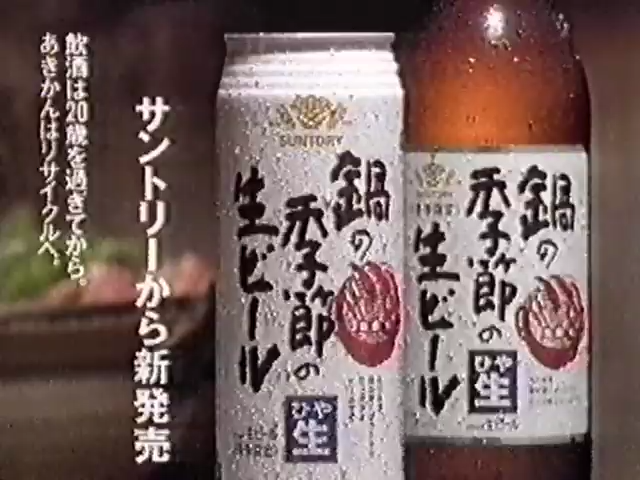 飲酒は20歳を過ぎてから。
あきかんはリサイクルへ。
サントリーから新発売
SUNTORY
鍋の
季節の
生ビール
ひや
生
鍋の
季節の
生ビール
ひや
生